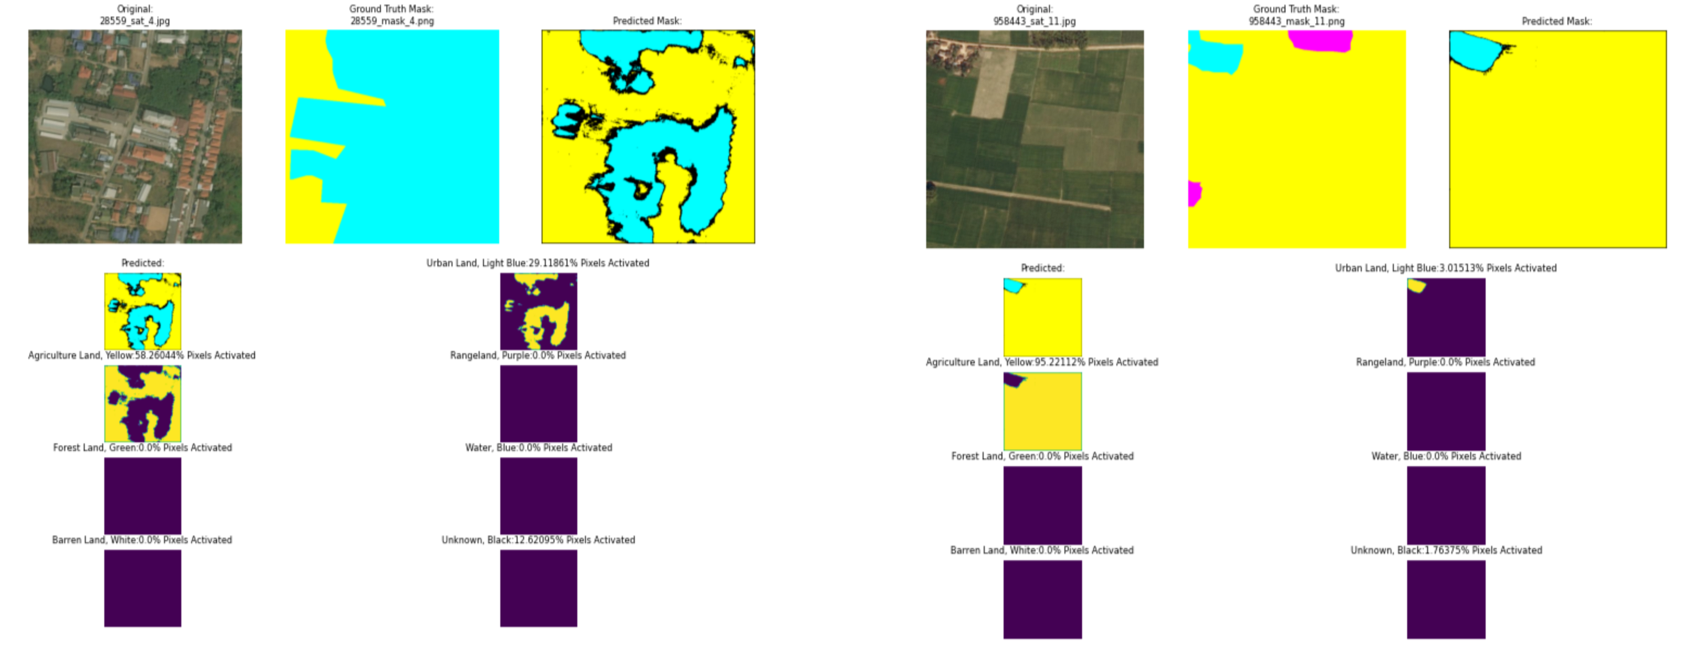 Original:
28559_sat_4.jpg
Ground Truth Mask:
28559_mask_4.png
Predicted Mask:
Predicted:
Urban Land, Light Blue:29.11861% Pixels Activated
Agriculture Land, Yellow:58.26044% Pixels Activated
Rangeland, Purple:0.0% Pixels Activated
Forest Land, Green:0.0% Pixels Activated
Water, Blue:0.0% Pixels Activated
Barren Land, White:0.0% Pixels Activated
Unknown, Black:12.62095% Pixels Activated
Original:
958443_sat_11.jpg
Ground Truth Mask:
958443_mask_11.png
Predicted Mask:
Predicted:
Urban Land, Light Blue:3.01513% Pixels Activated
Agriculture Land, Yellow:95.22112% Pixels Activated
Rangeland, Purple:0.0% Pixels Activated
Forest Land, Green:0.0% Pixels Activated
Water, Blue:0.0% Pixels Activated
Barren Land, White:0.0% Pixels Activated
Unknown, Black:1.76375% Pixels Activated